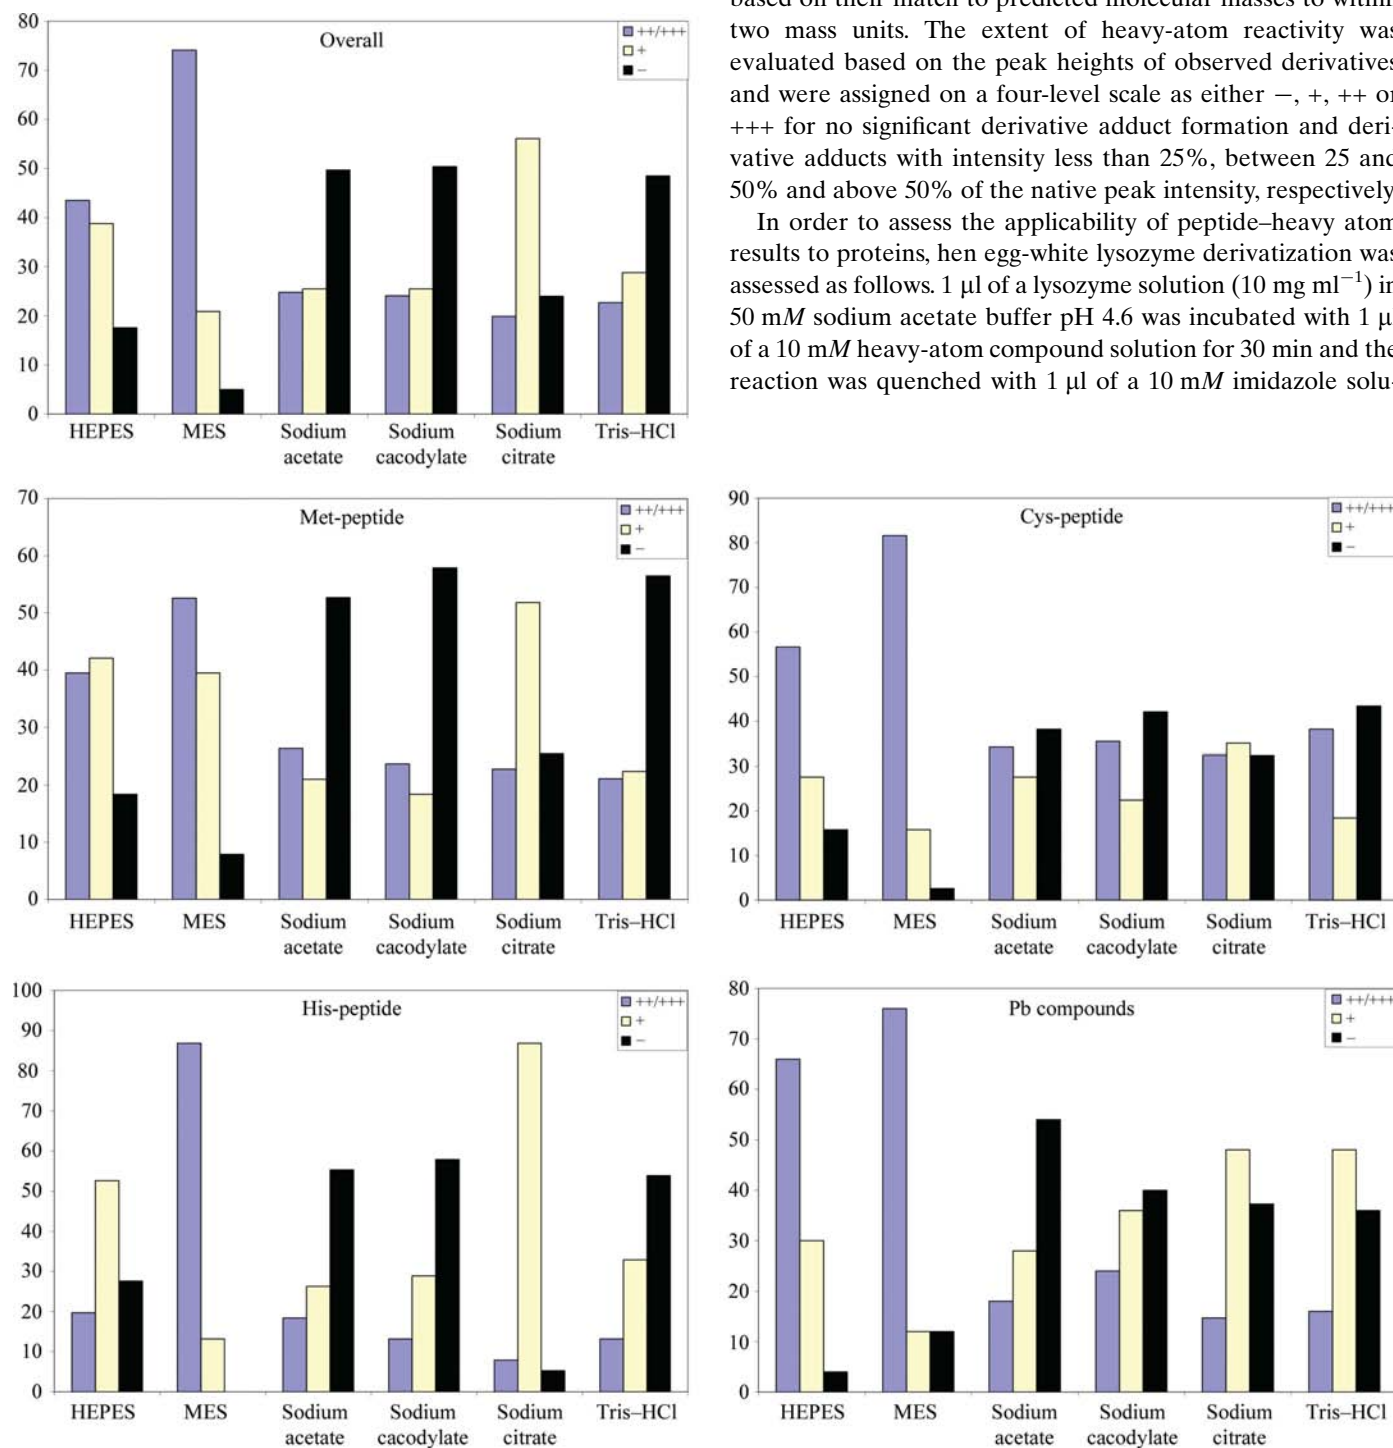 80
70
60
50
40
30
20
10
0
Overall
++/+++
+
−
HEPES
MES
Sodium
acetate
Sodium
cacodylate
Sodium
citrate
Tris–HCl
based on their match to predicted molecular masses to within
two mass units. The extent of heavy-atom reactivity was
evaluated based on the peak heights of observed derivatives
and were assigned on a four-level scale as either −, +, ++ or
+++ for no significant derivative adduct formation and deri-
vative adducts with intensity less than 25%, between 25 and
50% and above 50% of the native peak intensity, respectively
In order to assess the applicability of peptide–heavy atom
results to proteins, hen egg-white lysozyme derivatization was
assessed as follows. 1 µl of a lysozyme solution (10 mg ml−1) in
50 mM sodium acetate buffer pH 4.6 was incubated with 1 µl
of a 10 mM heavy-atom compound solution for 30 min and the
reaction was quenched with 1 µl of a 10 mM imidazole solu-
70
60
50
40
30
20
10
0
Met-peptide
++/+++
+
−
HEPES
MES
Sodium
acetate
Sodium
cacodylate
Sodium
citrate
Tris–HCl
90
80
70
60
50
40
30
20
10
0
Cys-peptide
++/+++
+
−
HEPES
MES
Sodium
acetate
Sodium
cacodylate
Sodium
citrate
Tris–HCl
100
90
80
70
60
50
40
30
20
10
0
His-peptide
++/+++
+
−
HEPES
MES
Sodium
acetate
Sodium
cacodylate
Sodium
citrate
Tris–HCl
80
70
60
50
40
30
20
10
0
Pb compounds
++/+++
+
−
HEPES
MES
Sodium
acetate
Sodium
cacodylate
Sodium
citrate
Tris–HCl